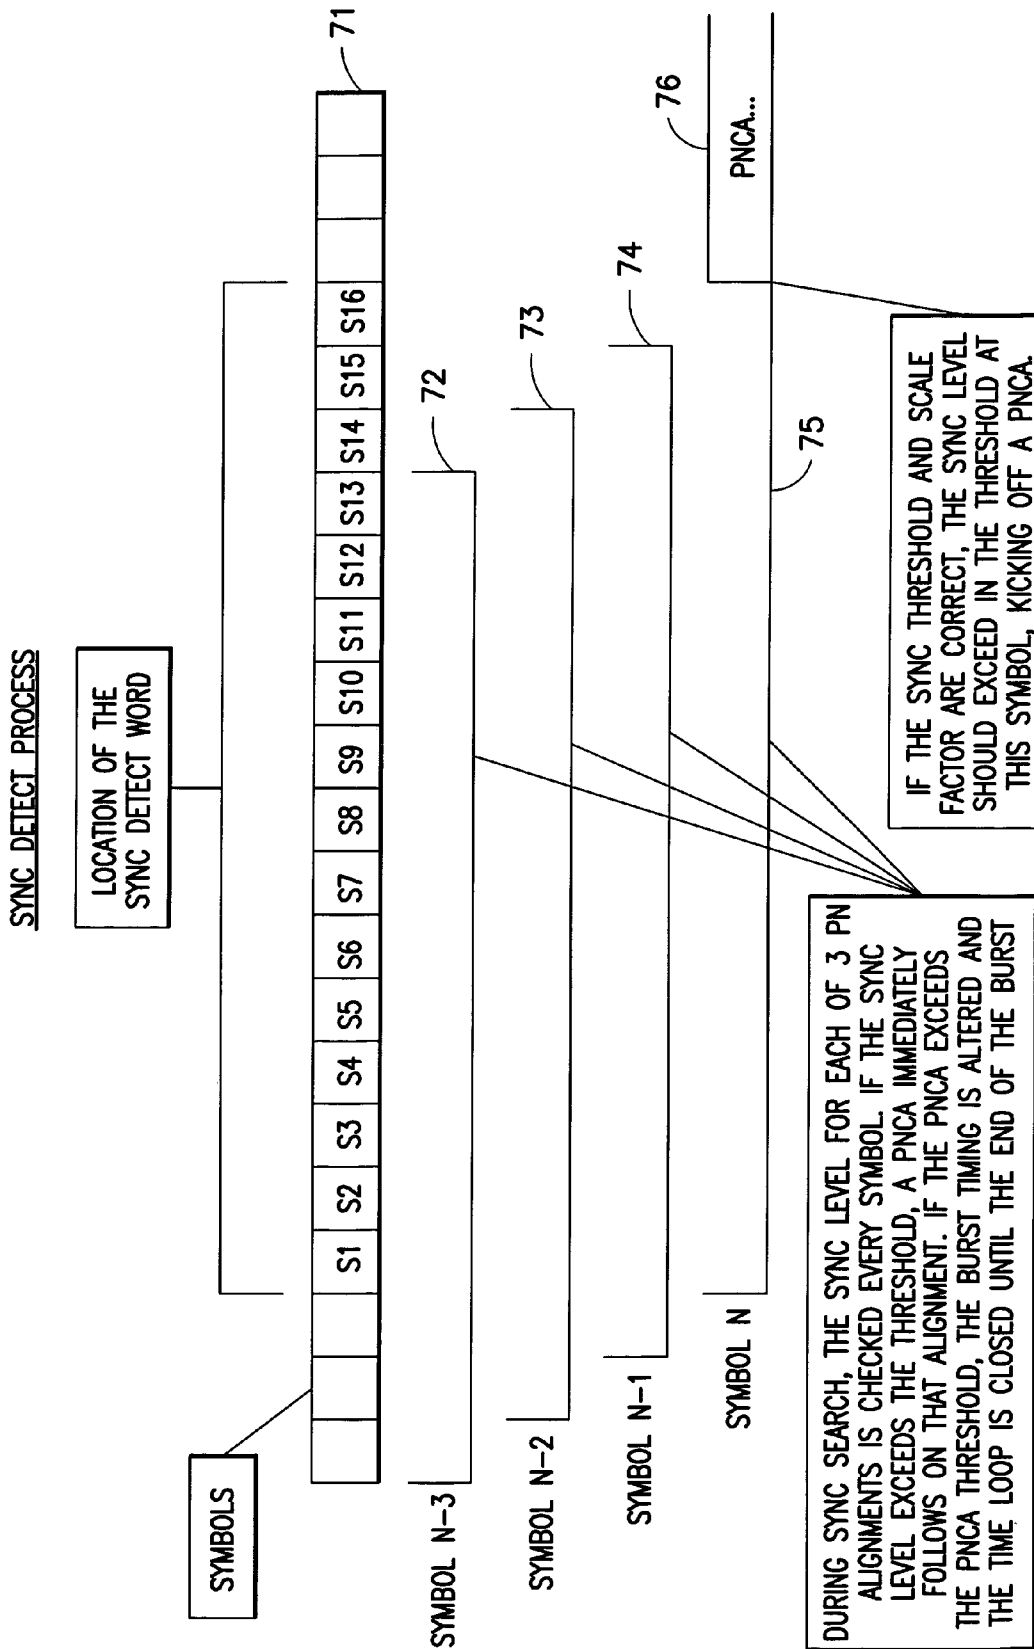 SYNC DETECT PROCESS
LOCATION OF THE
SYNC DETECT WORD
SYMBOLS
S1 S2 S3 S4 S5 S6 S7 S8 S9 S10 S11 S12 S13 S14 S15 S16
71
SYMBOL N-3
72
SYMBOL N-2
73
SYMBOL N-1
74
SYMBOL N
75
PNCA...
76
DURING SYNC SEARCH, THE SYNC LEVEL FOR EACH OF 3 PN
ALIGNMENTS IS CHECKED EVERY SYMBOL. IF THE SYNC
LEVEL EXCEEDS THE THRESHOLD, A PNCA IMMEDIATELY
FOLLOWS ON THAT ALIGNMENT. IF THE PNCA EXCEEDS
THE PNCA THRESHOLD, THE BURST TIMING IS ALTERED AND
THE TIME LOOP IS CLOSED UNTIL THE END OF THE BURST
IF THE SYNC THRESHOLD AND SCALE
FACTOR ARE CORRECT, THE SYNC LEVEL
SHOULD EXCEED IN THE THRESHOLD AT
THIS SYMBOL, KICKING OFF A PNCA.